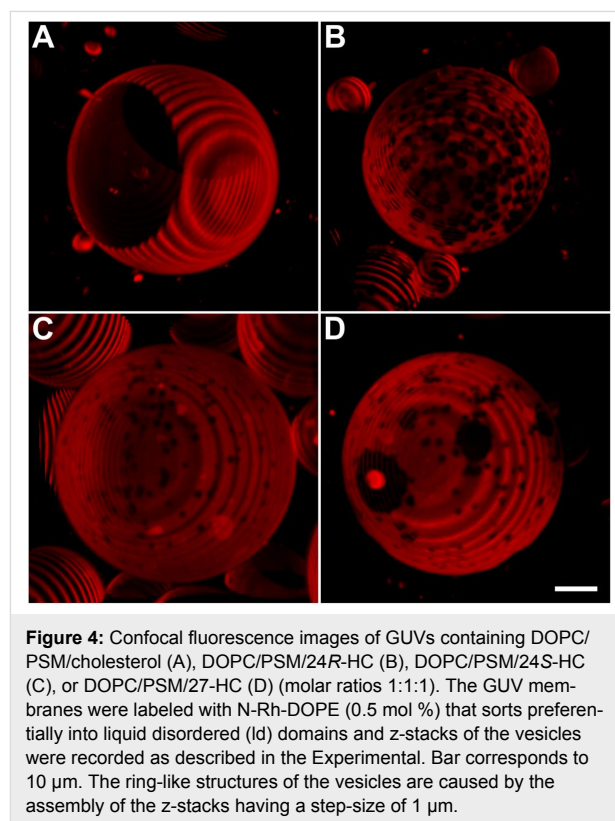 A
B
C
D
Figure 4: Confocal fluorescence images of GUVs containing DOPC/
PSM/cholesterol (A), DOPC/PSM/24R-HC (B), DOPC/PSM/24S-HC
(C), or DOPC/PSM/27-HC (D) (molar ratios 1:1:1). The GUV mem-
branes were labeled with N-Rh-DOPE (0.5 mol %) that sorts preferen-
tially into liquid disordered (ld) domains and z-stacks of the vesicles
were recorded as described in the Experimental. Bar corresponds to
10 μm. The ring-like structures of the vesicles are caused by the
assembly of the z-stacks having a step-size of 1 μm.